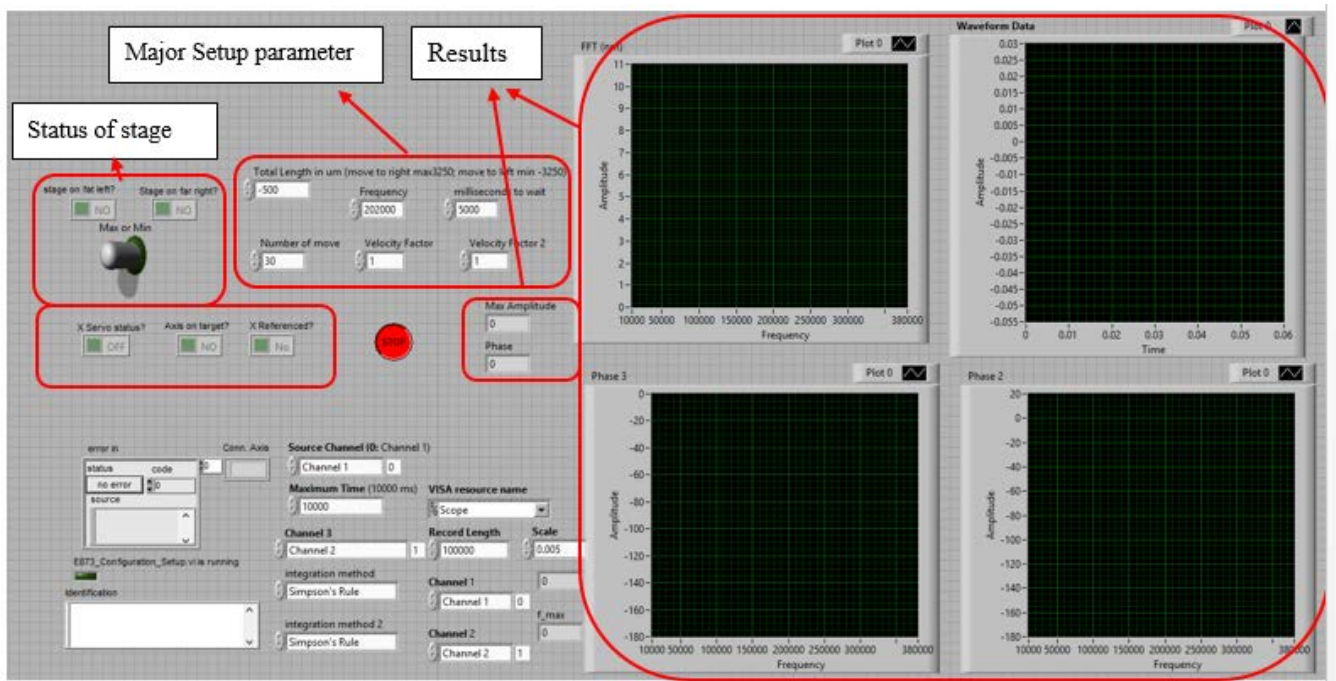 Major Setup parameter
Results
Status of stage
stage on fat left?
Stage on far right?
NO
NO
Max or Min
Total Length in um (move to right max3250; move to left min -3250)
-500
Frequency
202000
milliseconds to wait
5000
Number of move
30
Velocity Factor
1
Velocity Factor 2
1
X Servo status?
OFF
Axis on target?
NO
X Referenced?
No
STOP
Max Amplitude
0
Phase
0
error in
status
code
no error
0
source
Conn. Axis
0
E873_Configuration_Setup.vi is running
Identification
Source Channel (0: Channel 1)
Channel 1
0
Maximum Time (10000 ms)
10000
VISA resource name
Scope
Channel 3
Channel 2
1
Record Length
100000
Scale
0.005
integration method
Simpson's Rule
Channel 1
Channel 1
0
0
integration method 2
Simpson's Rule
Channel 2
Channel 2
1
f_max
0
Plot 0
11
10
9
8
7
6
5
4
3
2
1
0
Amplitude
10000 50000 100000 150000 200000 250000 300000 380000
Frequency
Waveform Data
Plot 0
0.03
0.02
0.015
0.01
0.005
0
-0.005
-0.01
-0.015
-0.02
-0.025
-0.03
-0.035
-0.04
-0.045
-0.05
-0.055
Amplitude
0 0.01 0.02 0.03 0.04 0.05 0.06
Time
Phase 3
Plot 0
0
-20
-40
-60
-80
-100
-120
-140
-160
-180
Amplitude
10000 50000 100000 150000 200000 250000 300000 380000
Frequency
Phase 2
Plot 0
20
0
-20
-40
-60
-80
-100
-120
-140
-160
-180
Amplitude
10000 50000 100000 150000 200000 250000 300000 380000
Frequency